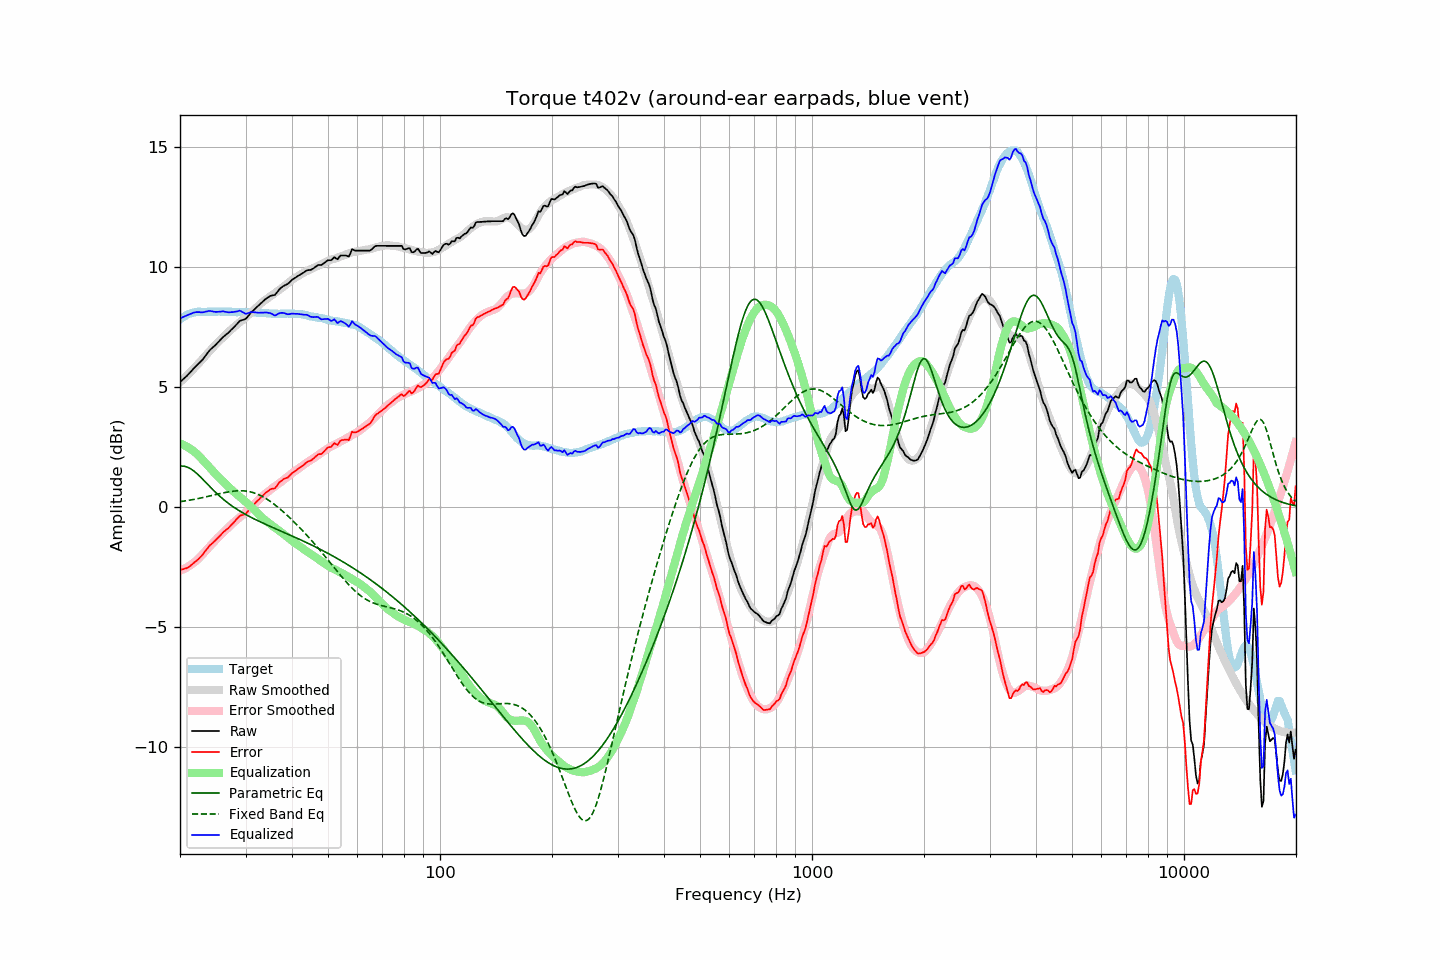 Torque t402v (around-ear earpads, blue vent)
15
10
5
0
−5
−10
Amplitude (dBr)
Target
Raw Smoothed
Error Smoothed
Raw
Error
Equalization
Parametric Eq
Fixed Band Eq
Equalized
100
1000
10000
Frequency (Hz)